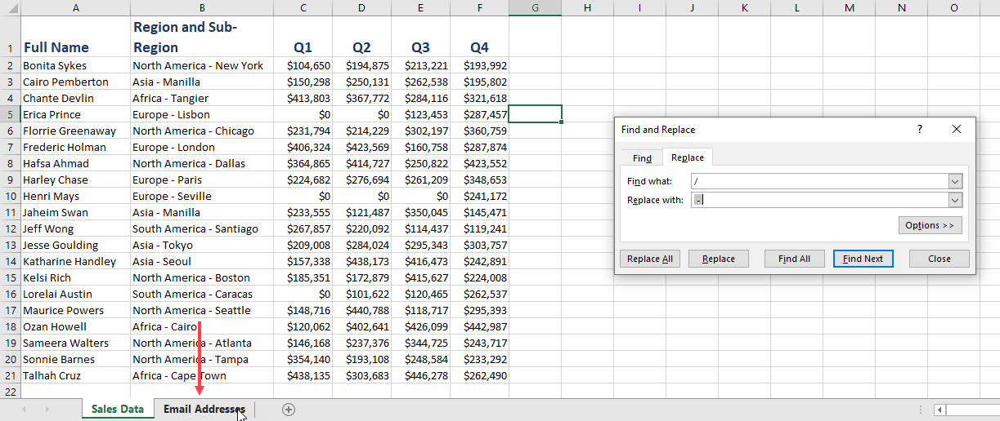 A B C D E F G H I J K L M N O
1 Full Name Region and Sub-
Region Q1 Q2 Q3 Q4
2 Bonita Sykes North America - New York $104,650 $194,875 $213,221 $193,992
3 Cairo Pemberton Asia - Manilla $150,298 $250,131 $262,538 $195,802
4 Chante Devlin Africa - Tangier $413,803 $367,772 $284,116 $321,618
5 Erica Prince Europe - Lisbon $0 $0 $123,453 $287,457
6 Florrie Greenaway North America - Chicago $231,794 $214,229 $302,197 $360,759
7 Frederic Holman Europe - London $406,324 $423,569 $160,758 $287,874
8 Hafsa Ahmad North America - Dallas $364,865 $414,727 $250,822 $423,552
9 Harley Chase Europe - Paris $224,682 $276,694 $261,209 $348,653
10 Henri Mays Europe - Seville $0 $0 $0 $241,172
11 Jaheim Swan Asia - Manilla $233,555 $121,487 $350,045 $145,471
12 Jeff Wong South America - Santiago $267,857 $220,092 $114,437 $119,241
13 Jesse Goulding Asia - Tokyo $209,008 $284,024 $295,343 $303,757
14 Katharine Handley Asia - Seoul $157,338 $438,173 $416,473 $242,891
15 Kelsi Rich North America - Boston $185,351 $172,879 $415,627 $224,008
16 Lorelai Austin South America - Caracas $0 $101,622 $120,465 $262,537
17 Maurice Powers North America - Seattle $148,716 $440,788 $118,717 $295,393
18 Ozan Howell Africa - Cairo $120,062 $402,641 $426,099 $442,987
19 Sameera Walters North America - Atlanta $146,168 $237,376 $344,725 $243,717
20 Sonnie Barnes North America - Tampa $354,140 $193,108 $248,584 $233,292
21 Talhah Cruz Africa - Cape Town $438,135 $303,683 $446,278 $262,490
22
Find and Replace ? ×
Find Replace
Find what: /
Replace with: -
Options >>
Replace All Replace Find All Find Next Close
Sales Data Email Addresses